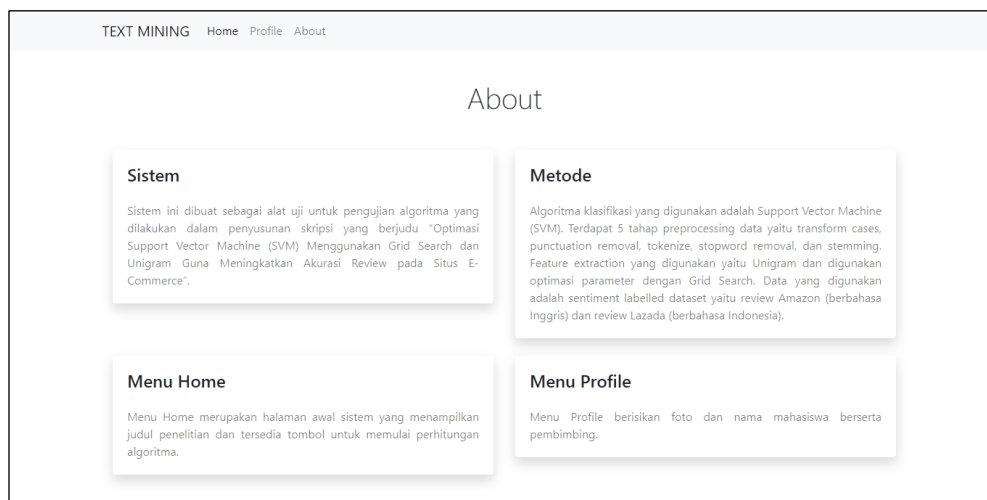 TEXT MINING Home Profile About
About
Sistem
Sistem ini dibuat sebagai alat uji untuk pengujian algoritma yang
dilakukan dalam penyusunan skripsi yang berjudu "Optimasi
Support Vector Machine (SVM) Menggunakan Grid Search dan
Unigram Guna Meningkatkan Akurasi Review pada Situs E-
Commerce".
Metode
Algoritma klasifikasi yang digunakan adalah Support Vector Machine
(SVM). Terdapat 5 tahap preprocessing data yaitu transform cases,
punctuation removal, tokenize, stopword removal, dan stemming.
Feature extraction yang digunakan yaitu Unigram dan digunakan
optimasi parameter dengan Grid Search. Data yang digunakan
adalah sentiment labelled dataset yaitu review Amazon (berbahasa
Inggris) dan review Lazada (berbahasa Indonesia).
Menu Home
Menu Home merupakan halaman awal sistem yang menampilkan
judul penelitian dan tersedia tombol untuk memulai perhitungan
algoritma.
Menu Profile
Menu Profile berisikan foto dan nama mahasiswa berserta
pembimbing.